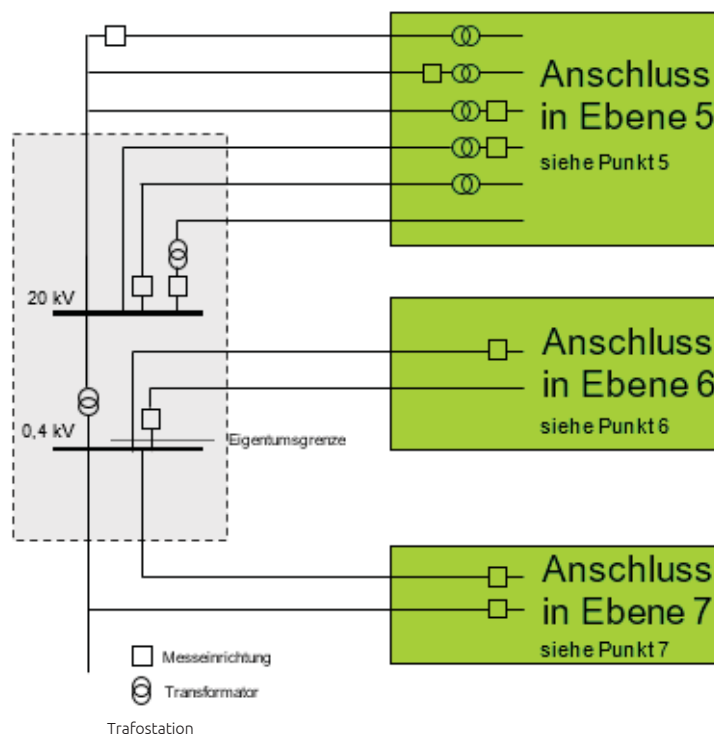 Anschluss
in Ebene 5
siehe Punkt 5
20 kV
Anschluss
in Ebene 6
siehe Punkt 6
0,4 kV
Eigentumsgrenze
Anschluss
in Ebene 7
siehe Punkt 7
Messeinrichtung
Transformator
Trafostation